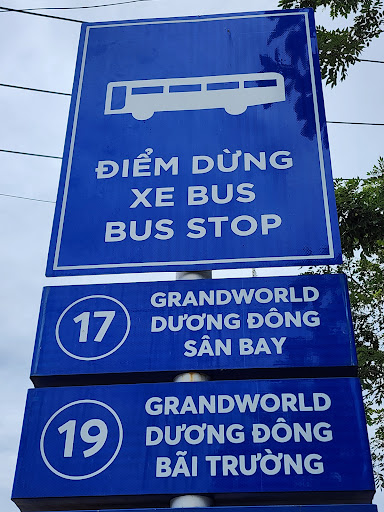 ĐIỂM DỪNG
XE BUS
BUS STOP
17
GRANDWORLD
DƯƠNG ĐÔNG
SÂN BAY
19
GRANDWORLD
DƯƠNG ĐÔNG
BÃI TRƯỜNG